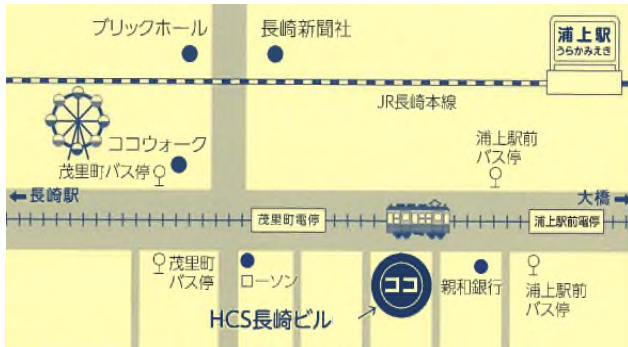 ブリックホール
長崎新聞社
浦上駅
うらかみえき
JR長崎本線
ココウォーク
茂里町バス停
浦上駅前
バス停
←長崎駅
大橋→
茂里町電停
浦上駅前電停
茂里町
バス停
ローソン
ココ
親和銀行
浦上駅前
バス停
HCS長崎ビル